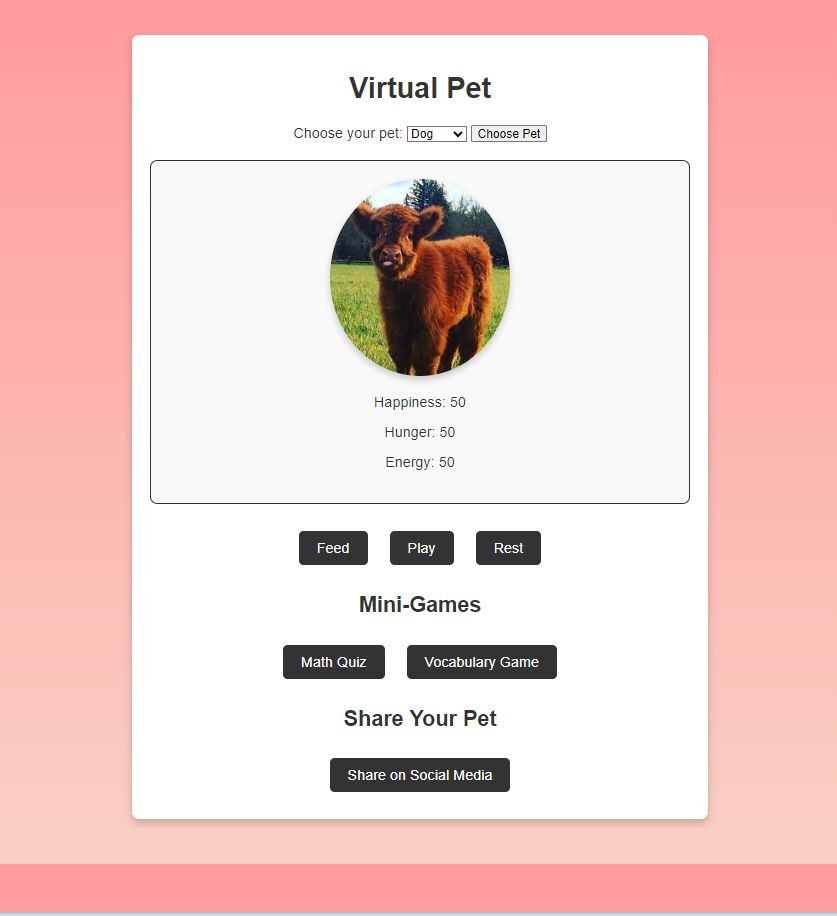 Virtual Pet
Choose your pet: Dog Choose Pet
Happiness: 50
Hunger: 50
Energy: 50
Feed Play Rest
Mini-Games
Math Quiz Vocabulary Game
Share Your Pet
Share on Social Media